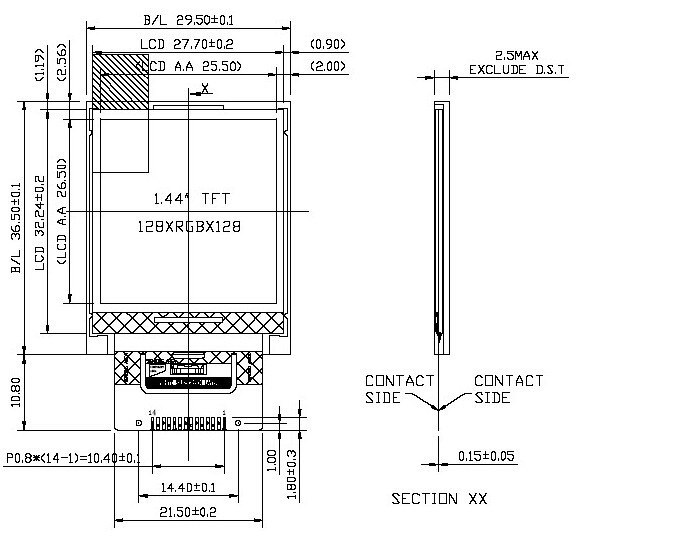 B/L 29.50±0.1
LCD 27.70±0.2
(0.90)
(LCD A.A 25.50)
(2.00)
(1.19)
(2.56)
X
2.5MAX
EXCLUDE D.S.T
B/L 36.50±0.1
LCD 32.24±0.2
(LCD A.A 26.50)
1.44" TFT
128XRGBX128
10.80
CONTACT
SIDE
CONTACT
SIDE
14
1
P0.8*(14-1)=10.40±0.1
1.00
1.80±0.3
0.15±0.05
14.40±0.1
21.50±0.2
SECTION XX